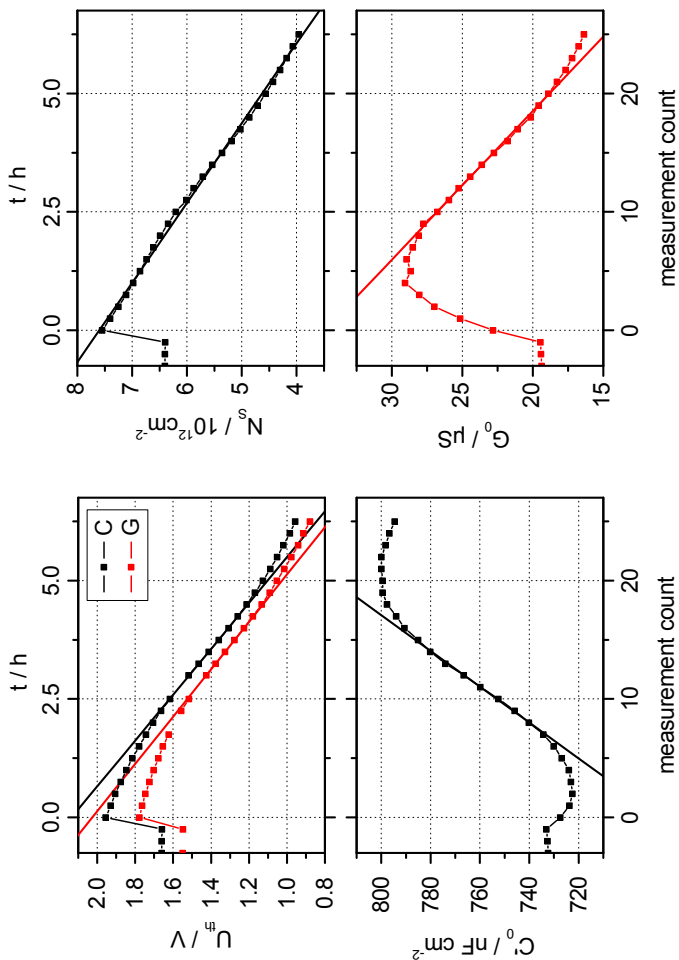 t / h
0.0 2.5 5.0
2.0
1.8
1.6
1.4
1.2
1.0
0.8
U_th / V
C
G
800
780
760
740
720
C'_0 / nF cm^-2
0 10 20
measurement count
t / h
0.0 2.5 5.0
8
7
6
5
4
N_S / 10^12 cm^-2
30
25
20
15
G_0 / µS
0 10 20
measurement count